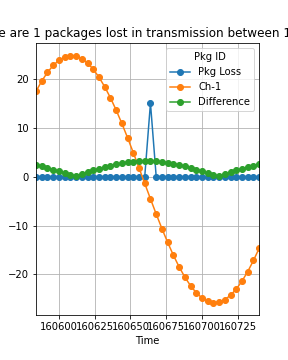 e are 1 packages lost in transmission between 1
Pkg ID
Pkg Loss
Ch-1
Difference
20
10
0
−10
−20
160600 160625 160650 160675 160700 160725
Time